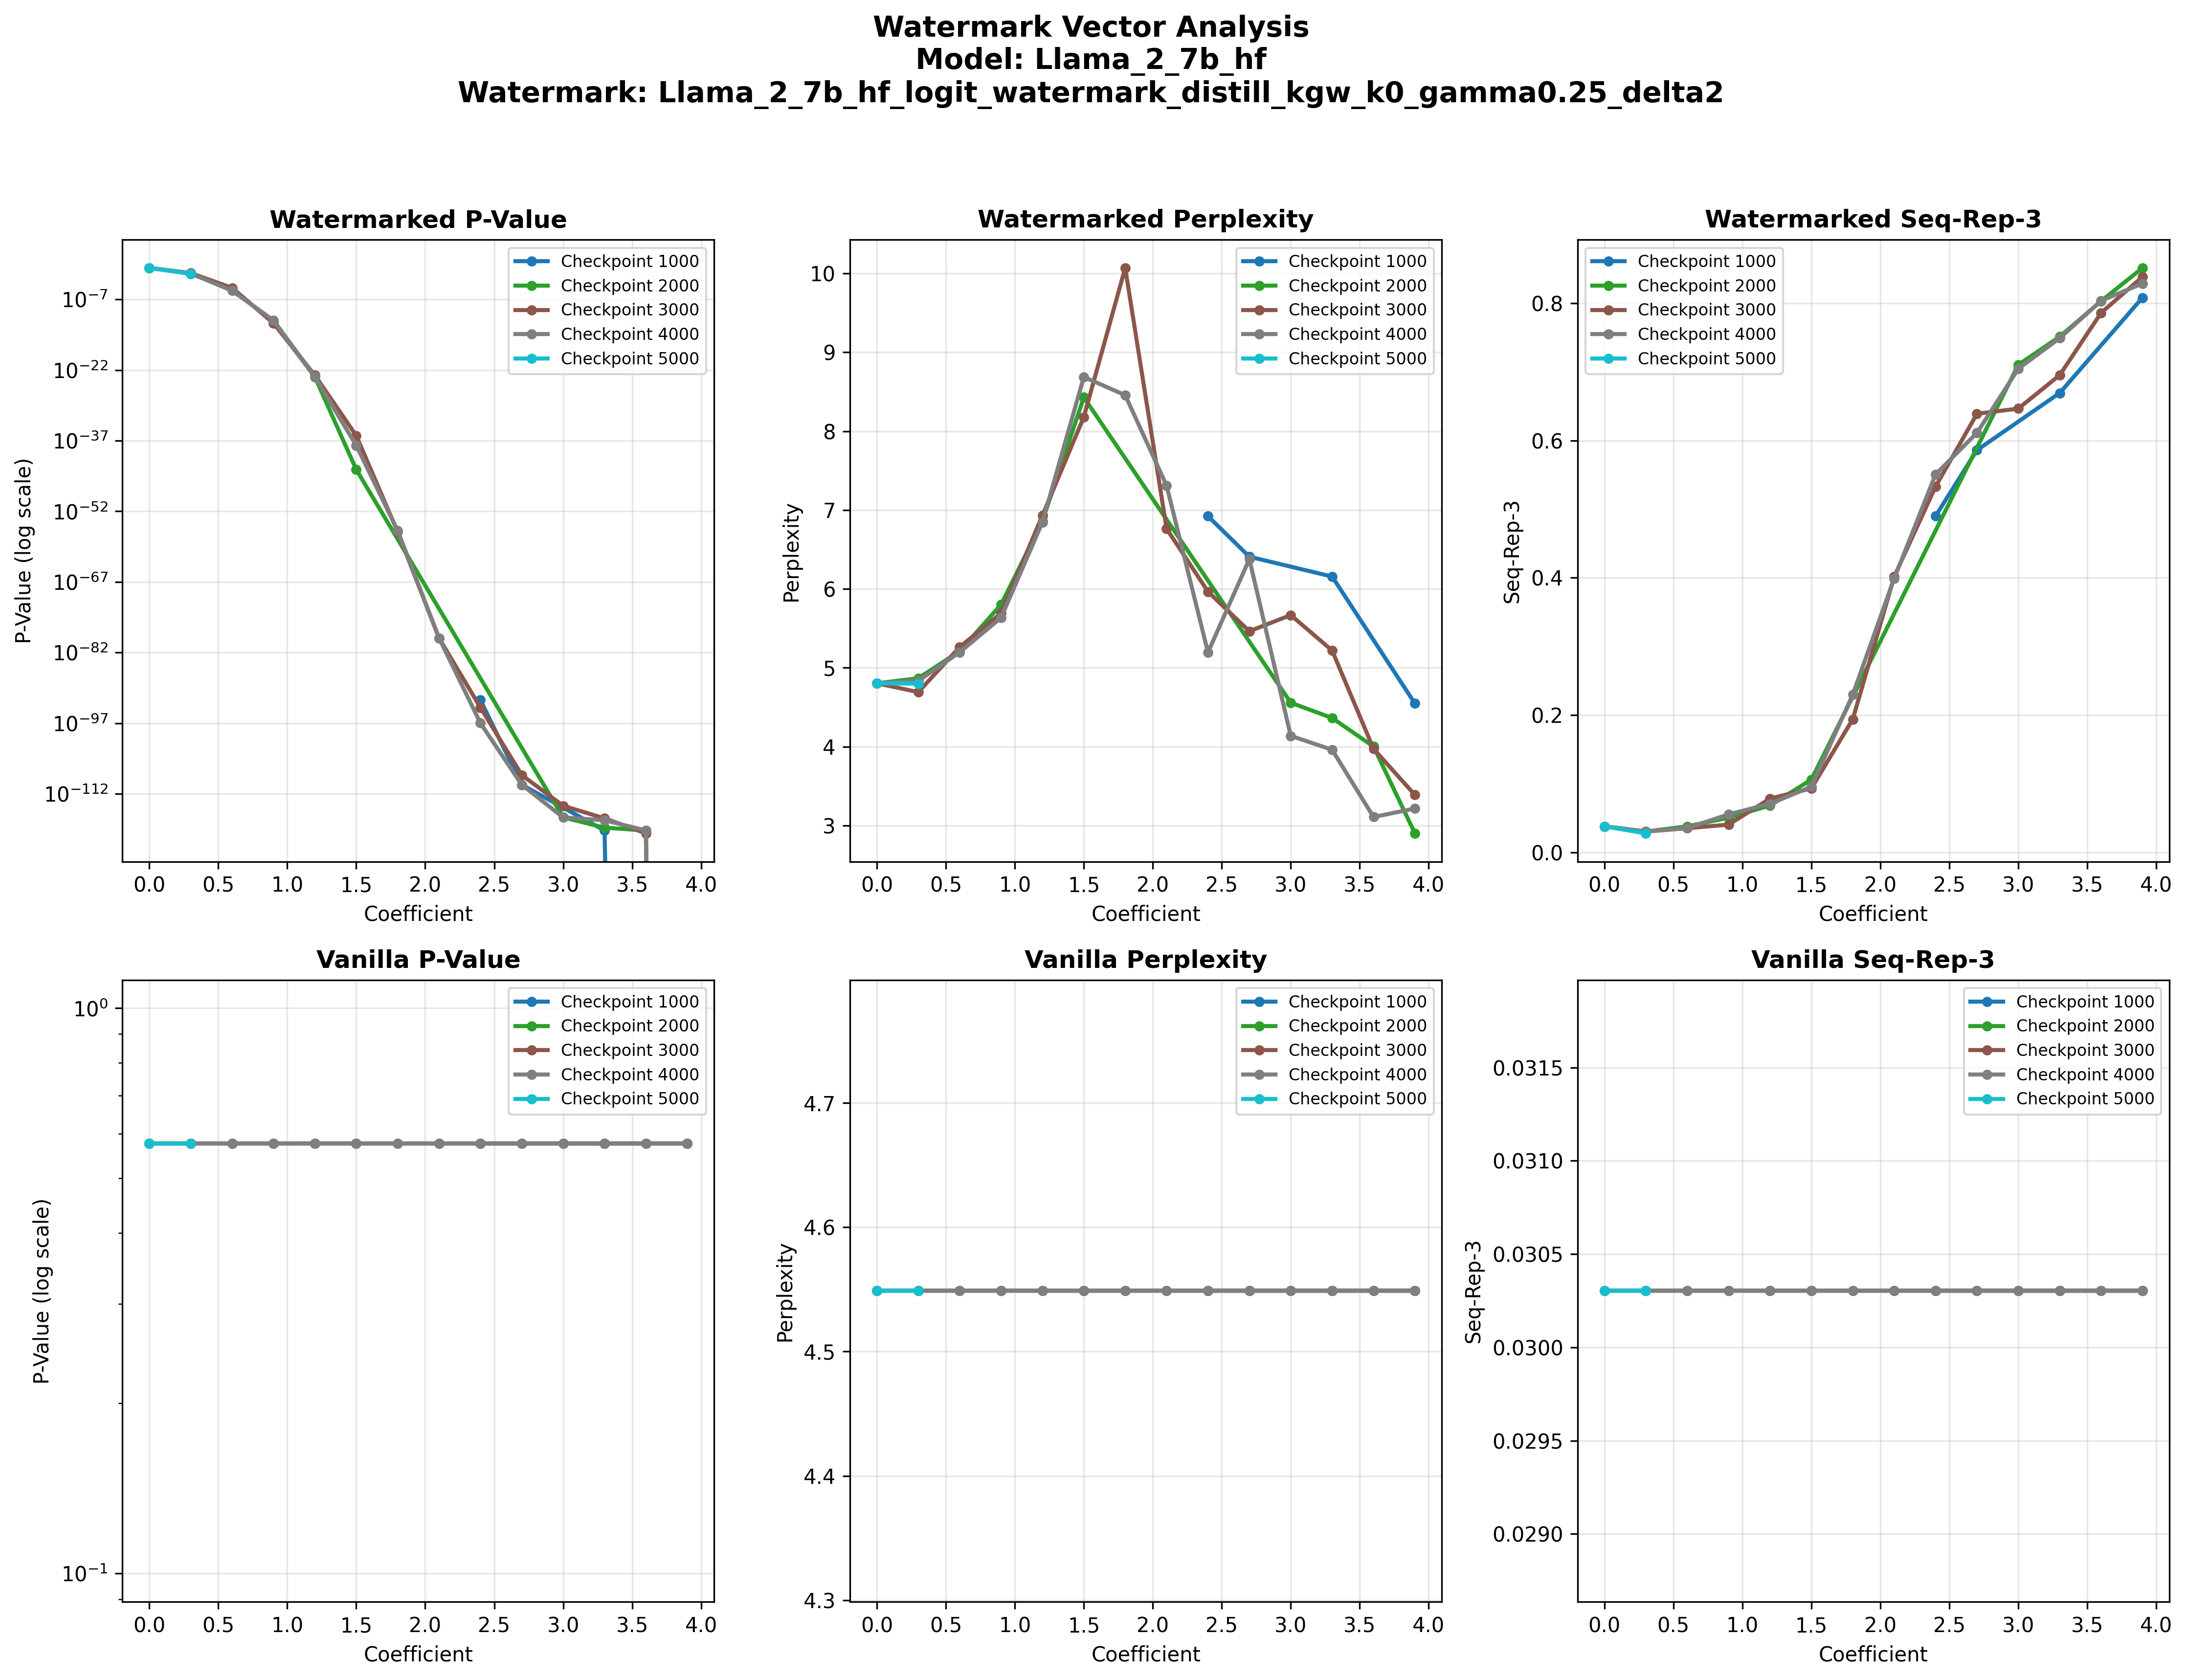 Watermark Vector Analysis
Model: Llama_2_7b_hf
Watermark: Llama_2_7b_hf_logit_watermark_distill_kgw_k0_gamma0.25_delta2
Watermarked P-Value
P-Value (log scale)
10⁻⁷
10⁻²²
10⁻³⁷
10⁻⁵²
10⁻⁶⁷
10⁻⁸²
10⁻⁹⁷
10⁻¹¹²
Checkpoint 1000
Checkpoint 2000
Checkpoint 3000
Checkpoint 4000
Checkpoint 5000
0.0 0.5 1.0 1.5 2.0 2.5 3.0 3.5 4.0
Coefficient
Watermarked Perplexity
Perplexity
10
9
8
7
6
5
4
3
Checkpoint 1000
Checkpoint 2000
Checkpoint 3000
Checkpoint 4000
Checkpoint 5000
0.0 0.5 1.0 1.5 2.0 2.5 3.0 3.5 4.0
Coefficient
Watermarked Seq-Rep-3
Seq-Rep-3
0.8
0.6
0.4
0.2
0.0
Checkpoint 1000
Checkpoint 2000
Checkpoint 3000
Checkpoint 4000
Checkpoint 5000
0.0 0.5 1.0 1.5 2.0 2.5 3.0 3.5 4.0
Coefficient
Vanilla P-Value
P-Value (log scale)
10⁰
10⁻¹
Checkpoint 1000
Checkpoint 2000
Checkpoint 3000
Checkpoint 4000
Checkpoint 5000
0.0 0.5 1.0 1.5 2.0 2.5 3.0 3.5 4.0
Coefficient
Vanilla Perplexity
Perplexity
4.7
4.6
4.5
4.4
4.3
Checkpoint 1000
Checkpoint 2000
Checkpoint 3000
Checkpoint 4000
Checkpoint 5000
0.0 0.5 1.0 1.5 2.0 2.5 3.0 3.5 4.0
Coefficient
Vanilla Seq-Rep-3
Seq-Rep-3
0.0315
0.0310
0.0305
0.0300
0.0295
0.0290
Checkpoint 1000
Checkpoint 2000
Checkpoint 3000
Checkpoint 4000
Checkpoint 5000
0.0 0.5 1.0 1.5 2.0 2.5 3.0 3.5 4.0
Coefficient